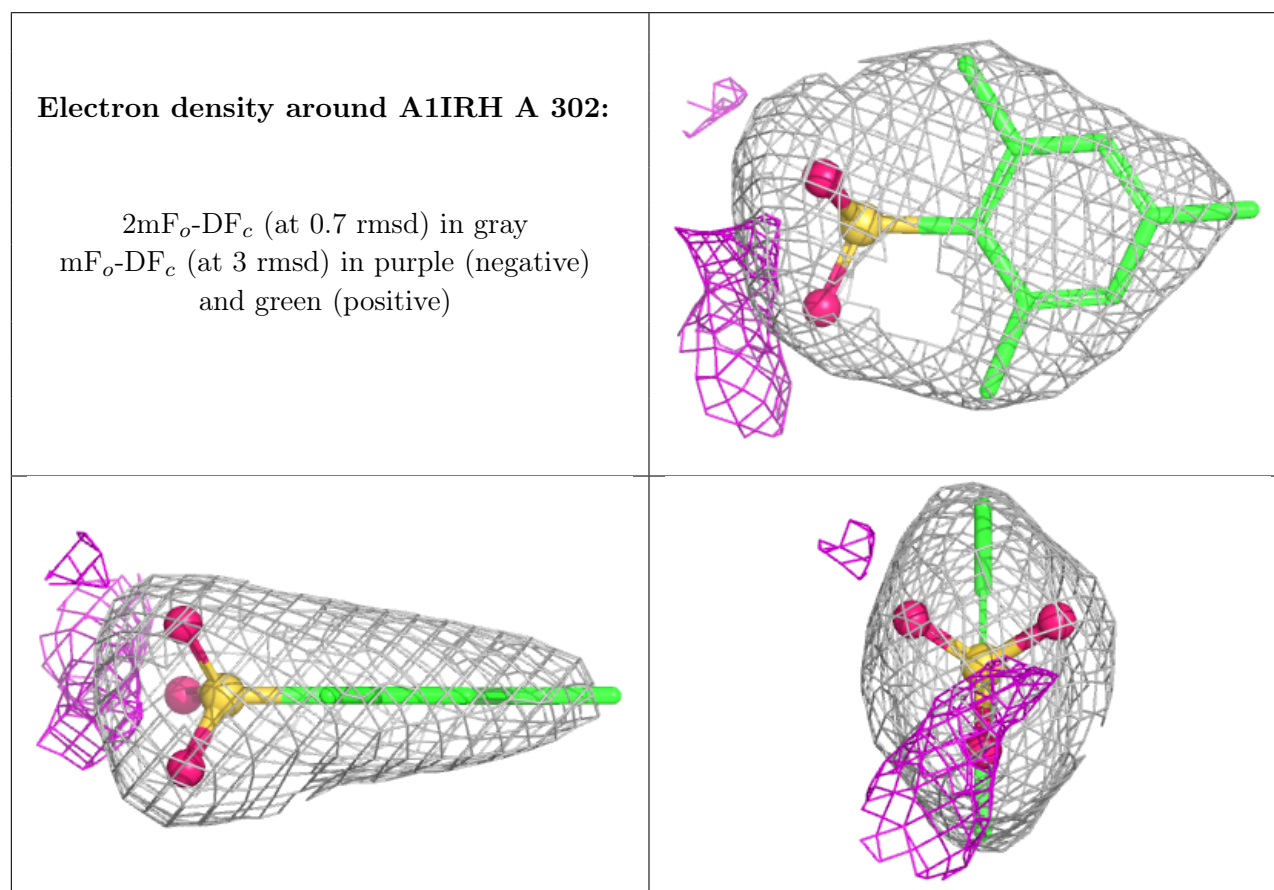 Electron density around A1IRH A 302:
2mFo-DFc (at 0.7 rmsd) in gray
mFo-DFc (at 3 rmsd) in purple (negative)
and green (positive)